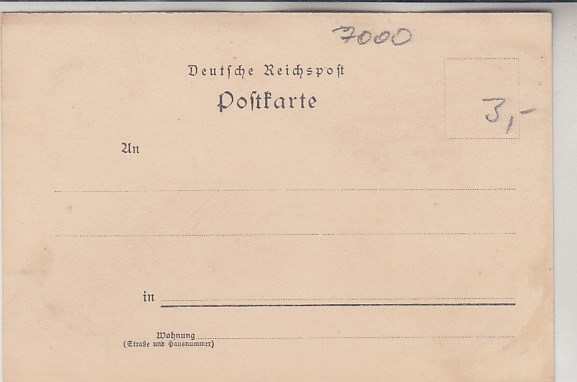 7000
Deutsche Reichspost
Postkarte
3,-
An
in
Wohnung
(Straße und Hausnummer)